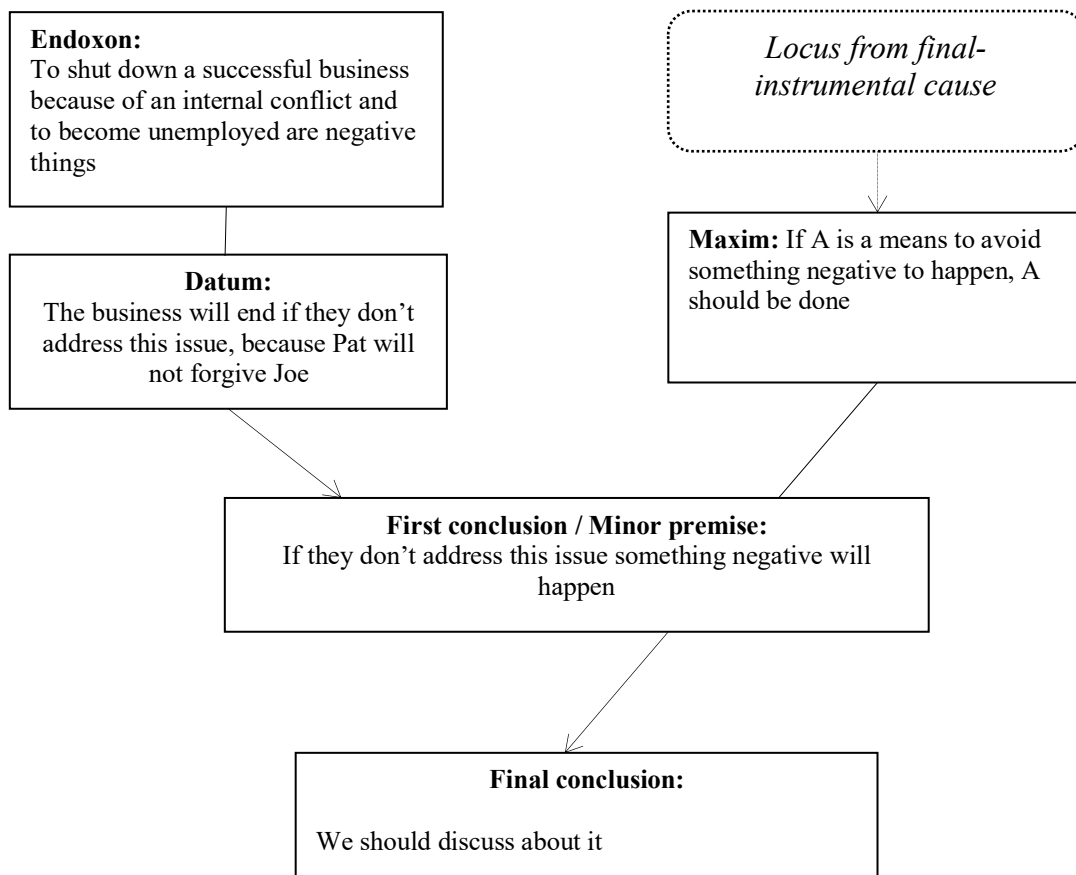 Endoxon:
To shut down a successful business
because of an internal conflict and
to become unemployed are negative
things
Locus from final-
instrumental cause
Datum:
The business will end if they don’t
address this issue, because Pat will
not forgive Joe
Maxim: If A is a means to avoid
something negative to happen, A
should be done
First conclusion / Minor premise:
If they don’t address this issue something negative will
happen
Final conclusion:
We should discuss about it